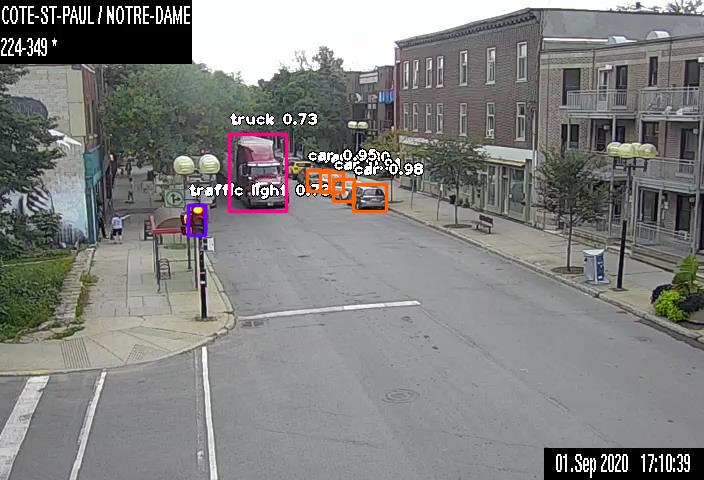 COTE-ST-PAUL / NOTRE-DAME
224-349 *
truck 0.73
car 0.95
car 0.98
traffic light 0.78
01.Sep 2020 17:10:39